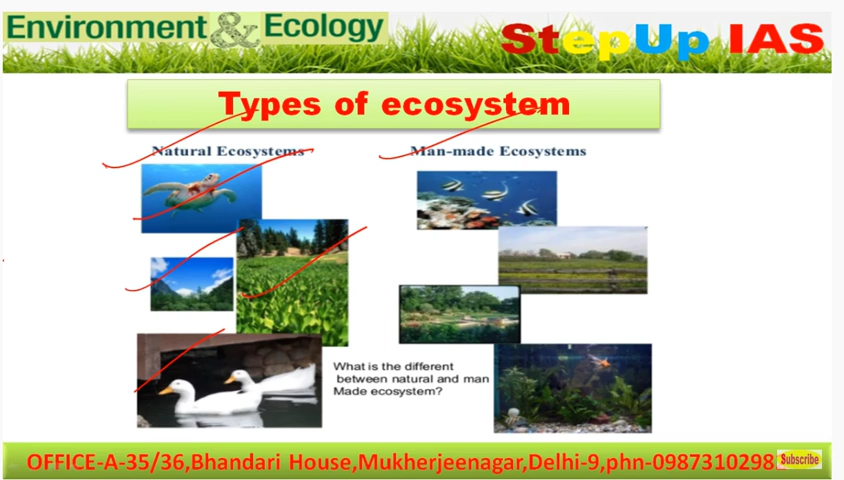 Environment & Ecology
StepUp IAS
Types of ecosystem
Natural Ecosystems
Man-made Ecosystems
What is the different
between natural and man
Made ecosystem?
OFFICE-A-35/36,Bhandari House,Mukherjeenagar,Delhi-9,phn-0987310298
Subscribe